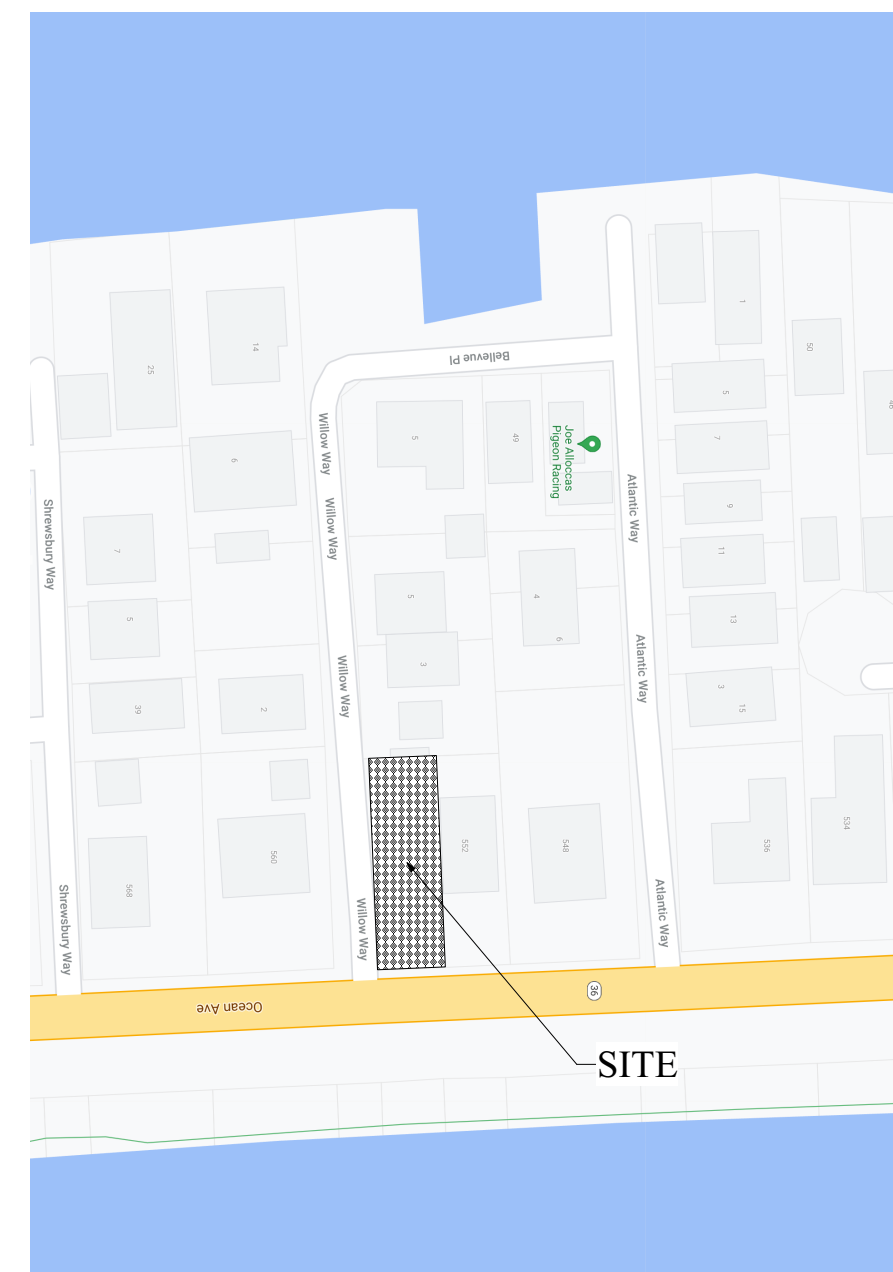 1
50
25
14
Bellevue Pl
46
5
5
49
Joe Alloccas
Pigeon Racing
7
Willow Way
6
Atlantic Way
9
Willow Way
Shrewsbury Way
7
11
5
4
13
5
6
3
Atlantic Way
Willow Way
3
15
39
2
552
548
536
534
560
568
Willow Way
Atlantic Way
Shrewsbury Way
36
Ocean Ave
SITE